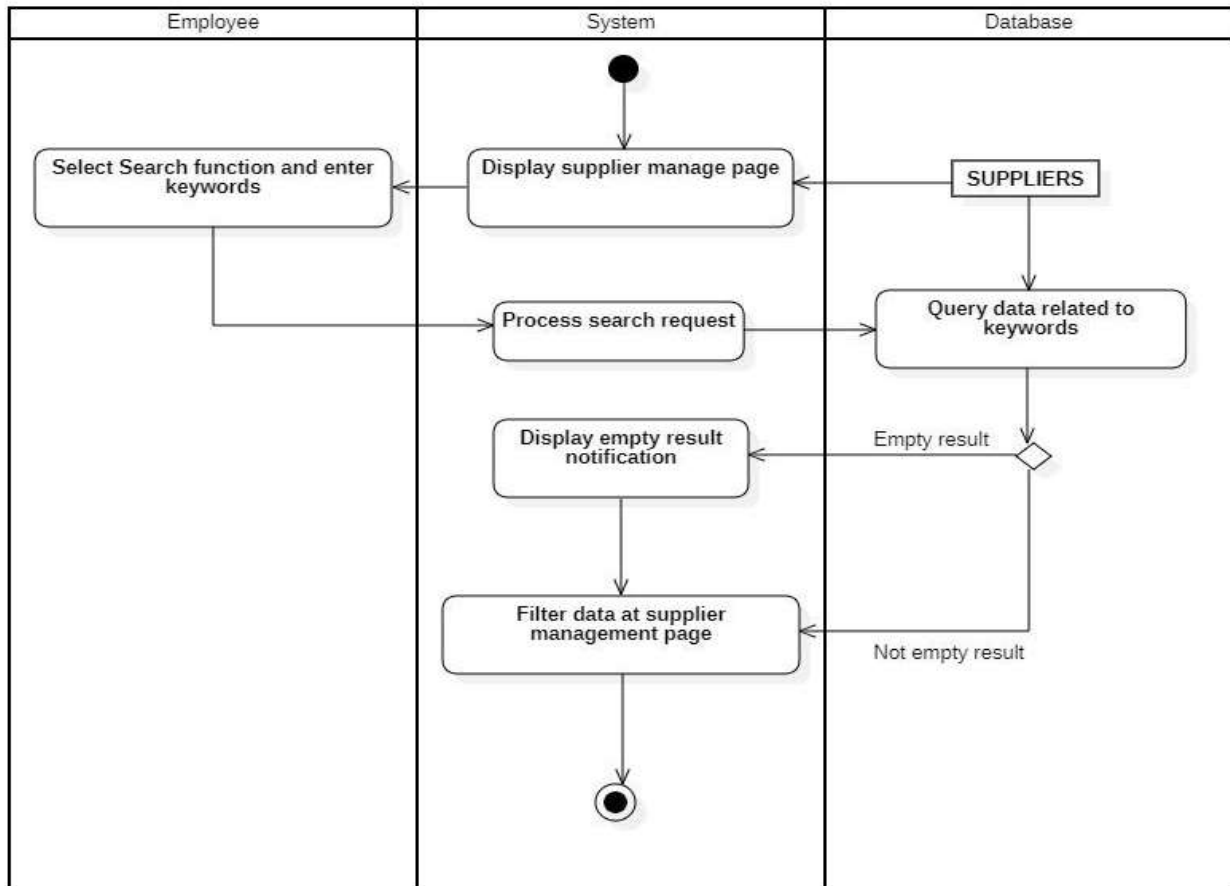 Employee
System
Database
Select Search function and enter
keywords
Display supplier manage page
SUPPLIERS
Process search request
Query data related to
keywords
Display empty result
notification
Empty result
Filter data at supplier
management page
Not empty result